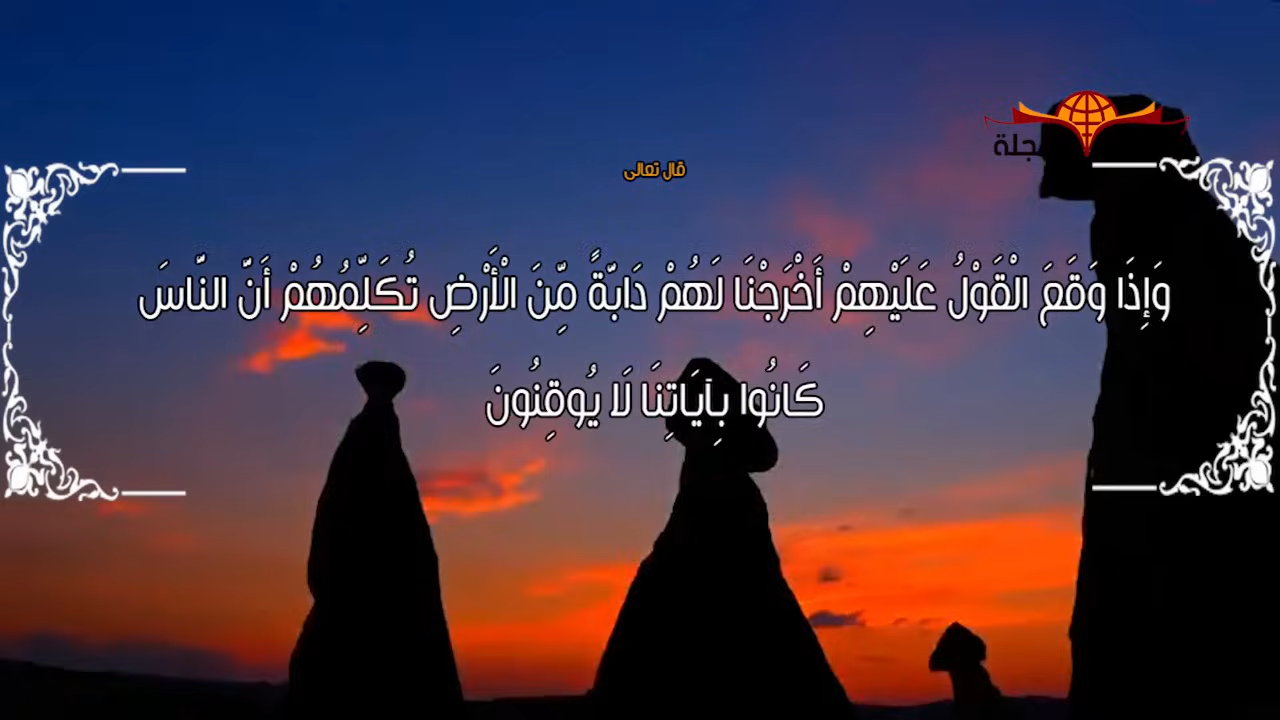 قال تعالى
وَإِذَا وَقَعَ الْقَوْلُ عَلَيْهِمْ أَخْرَجْنَا لَهُمْ دَابَّةً مِّنَ الْأَرْضِ تُكَلِّمُهُمْ أَنَّ النَّاسَ
كَانُوا بِآيَاتِنَا لَا يُوقِنُونَ